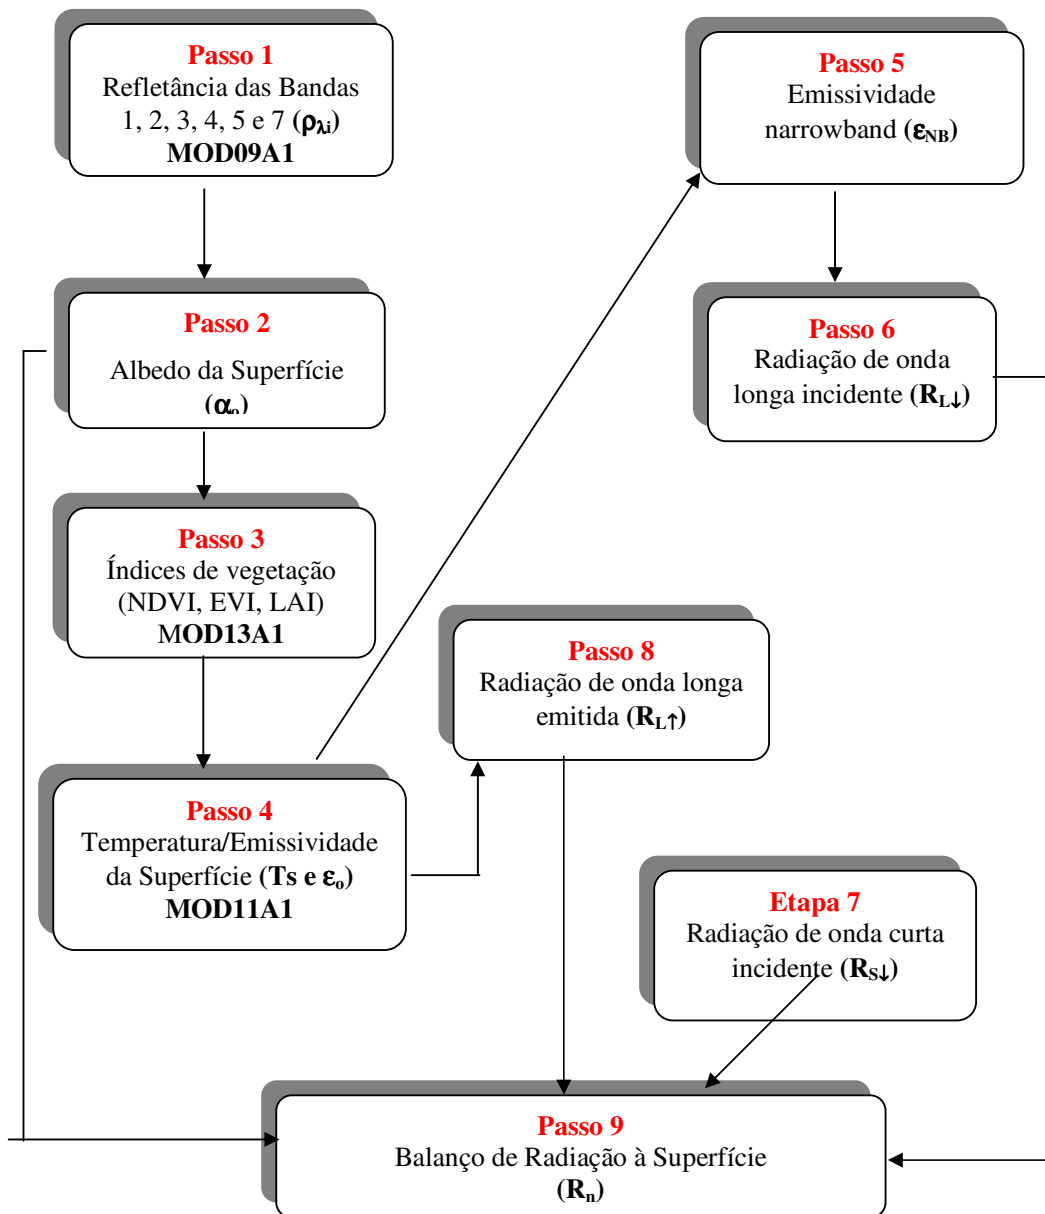 Passo 1
Refletância das Bandas
1, 2, 3, 4, 5 e 7 (ρλi)
MOD09A1
Passo 2
Albedo da Superfície
(αo)
Passo 3
Índices de vegetação
(NDVI, EVI, LAI)
MOD13A1
Passo 4
Temperatura/Emissividade
da Superfície (Ts e εo)
MOD11A1
Passo 5
Emissividade
narrowband (εNB)
Passo 6
Radiação de onda
longa incidente (RL↓)
Etapa 7
Radiação de onda curta
incidente (RS↓)
Passo 8
Radiação de onda longa
emitida (RL↑)
Passo 9
Balanço de Radiação à Superfície
(Rn)